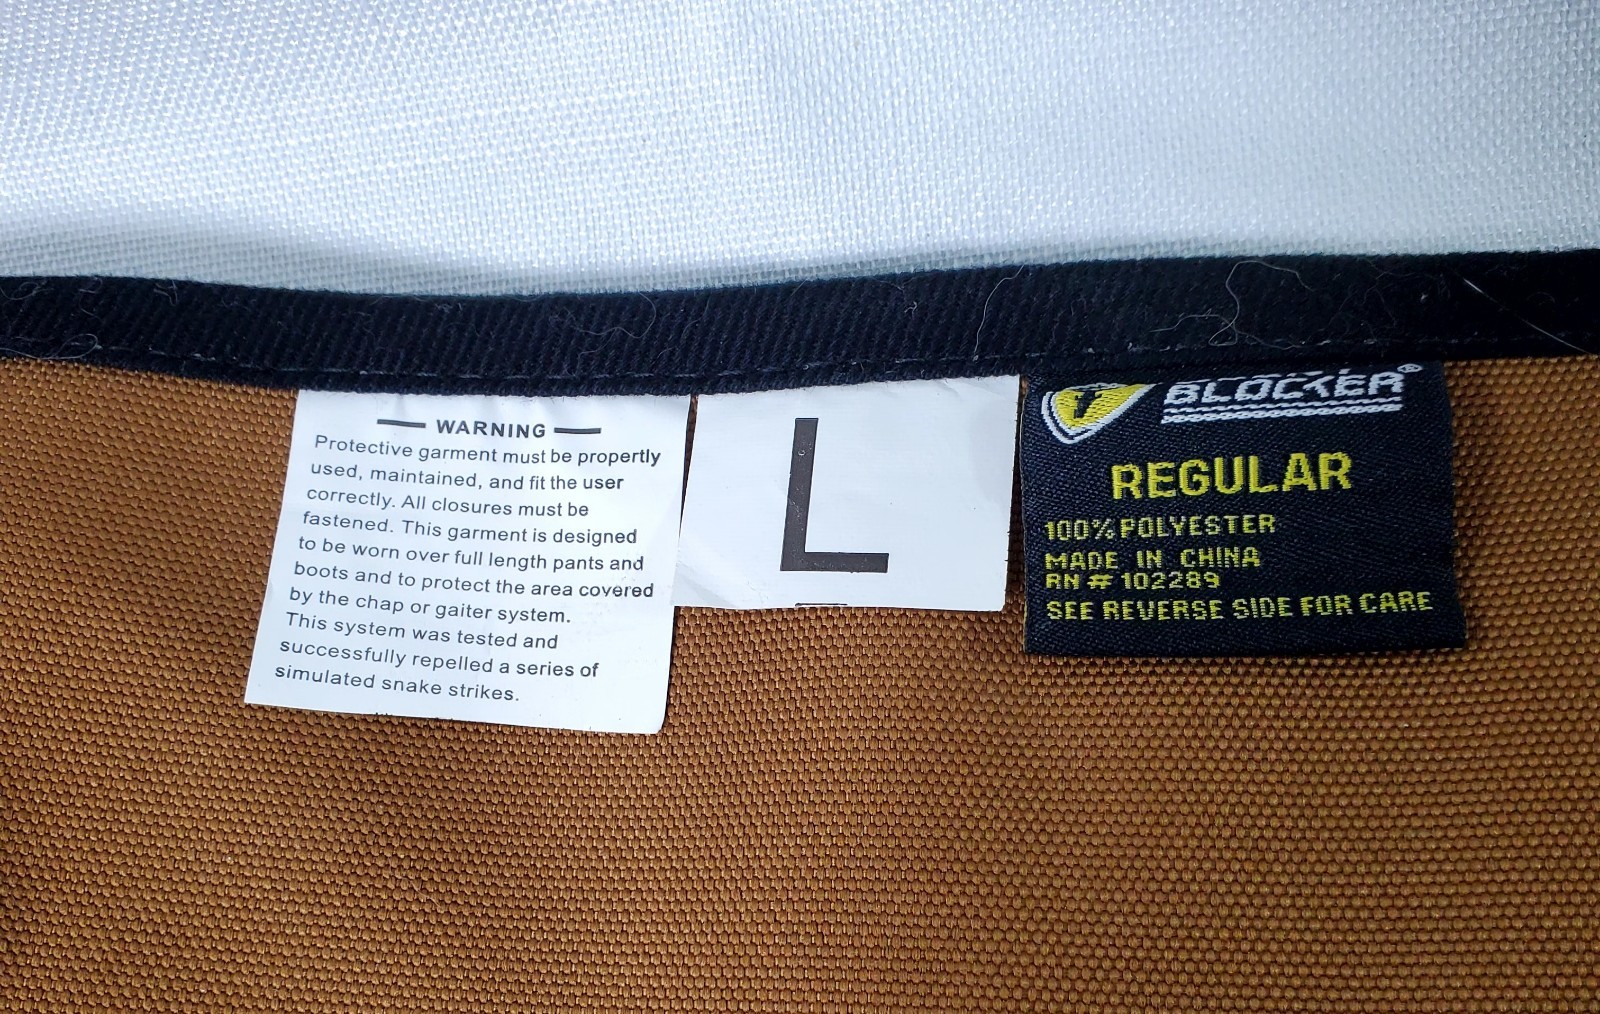 WARNING
Protective garment must be propertly
used, maintained, and fit the user
correctly. All closures must be
fastened. This garment is designed
to be worn over full length pants and
boots and to protect the area covered
by the chap or gaiter system.
This system was tested and
successfully repelled a series of
simulated snake strikes.
L
BLOCKER®
REGULAR
100% POLYESTER
MADE IN CHINA
RN # 102289
SEE REVERSE SIDE FOR CARE